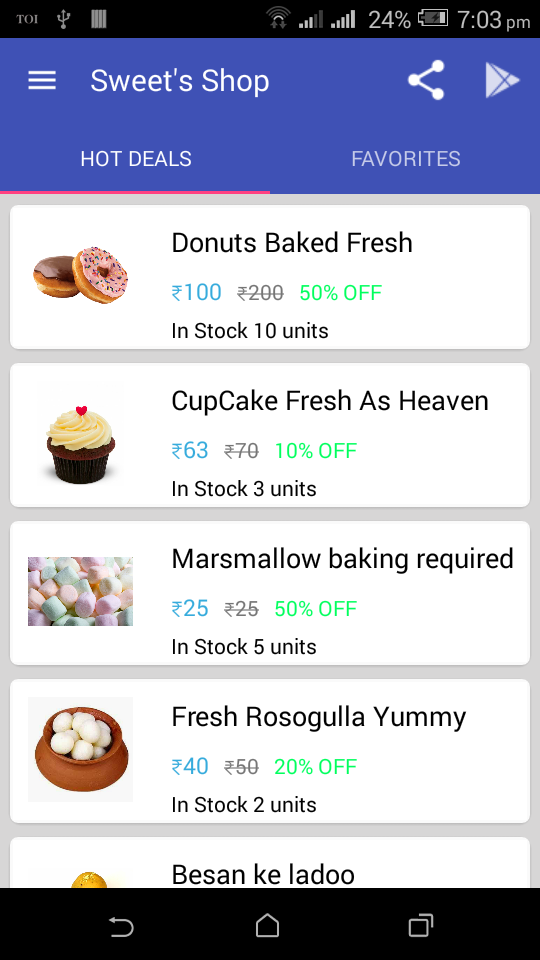 TOI 24% 7:03 pm
Sweet's Shop
HOT DEALS FAVORITES
Donuts Baked Fresh
₹100 ₹200 50% OFF
In Stock 10 units
CupCake Fresh As Heaven
₹63 ₹70 10% OFF
In Stock 3 units
Marsmallow baking required
₹25 ₹25 50% OFF
In Stock 5 units
Fresh Rosogulla Yummy
₹40 ₹50 20% OFF
In Stock 2 units
Besan ke ladoo